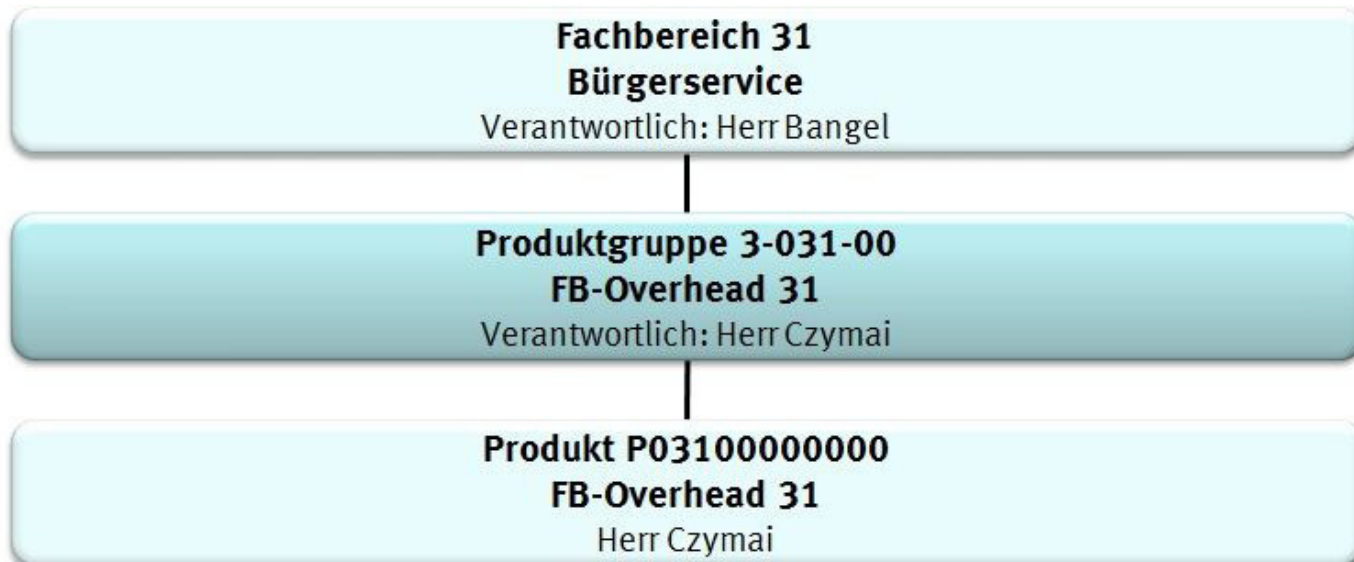 Fachbereich 31
Bürgerservice
Verantwortlich: Herr Bangel
Produktgruppe 3-031-00
FB-Overhead 31
Verantwortlich: Herr Czymai
Produkt P03100000000
FB-Overhead 31
Herr Czymai